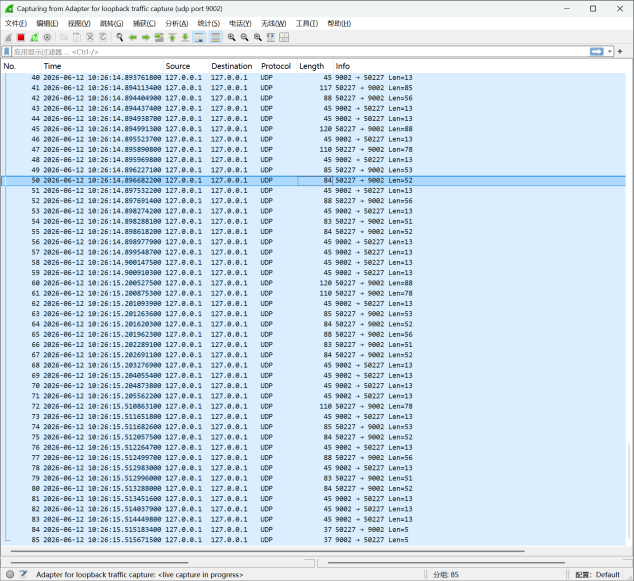 Capturing from Adapter for loopback traffic capture (udp port 9002)
文件(F) 编辑(E) 视图(V) 跳转(G) 捕获(C) 分析(A) 统计(S) 电话(Y) 无线(W) 工具(T) 帮助(H)
应用显示过滤器 … <Ctrl-/>
No. Time Source Destination Protocol Length Info
40 2026-06-12 10:26:14.893761800 127.0.0.1 127.0.0.1 UDP 45 9002 → 50227 Len=13
41 2026-06-12 10:26:14.894113400 127.0.0.1 127.0.0.1 UDP 117 50227 → 9002 Len=85
42 2026-06-12 10:26:14.894404900 127.0.0.1 127.0.0.1 UDP 88 50227 → 9002 Len=56
43 2026-06-12 10:26:14.894437400 127.0.0.1 127.0.0.1 UDP 45 9002 → 50227 Len=13
44 2026-06-12 10:26:14.894938700 127.0.0.1 127.0.0.1 UDP 45 9002 → 50227 Len=13
45 2026-06-12 10:26:14.894991300 127.0.0.1 127.0.0.1 UDP 120 50227 → 9002 Len=88
46 2026-06-12 10:26:14.895523700 127.0.0.1 127.0.0.1 UDP 45 9002 → 50227 Len=13
47 2026-06-12 10:26:14.895890800 127.0.0.1 127.0.0.1 UDP 110 50227 → 9002 Len=78
48 2026-06-12 10:26:14.895969800 127.0.0.1 127.0.0.1 UDP 45 9002 → 50227 Len=13
49 2026-06-12 10:26:14.896227100 127.0.0.1 127.0.0.1 UDP 85 50227 → 9002 Len=53
50 2026-06-12 10:26:14.896682200 127.0.0.1 127.0.0.1 UDP 84 50227 → 9002 Len=52
51 2026-06-12 10:26:14.897532200 127.0.0.1 127.0.0.1 UDP 45 9002 → 50227 Len=13
52 2026-06-12 10:26:14.897691400 127.0.0.1 127.0.0.1 UDP 88 50227 → 9002 Len=56
53 2026-06-12 10:26:14.898274200 127.0.0.1 127.0.0.1 UDP 45 9002 → 50227 Len=13
54 2026-06-12 10:26:14.898288100 127.0.0.1 127.0.0.1 UDP 83 50227 → 9002 Len=51
55 2026-06-12 10:26:14.898618200 127.0.0.1 127.0.0.1 UDP 84 50227 → 9002 Len=52
56 2026-06-12 10:26:14.898977900 127.0.0.1 127.0.0.1 UDP 45 9002 → 50227 Len=13
57 2026-06-12 10:26:14.899548700 127.0.0.1 127.0.0.1 UDP 45 9002 → 50227 Len=13
58 2026-06-12 10:26:14.900147500 127.0.0.1 127.0.0.1 UDP 45 9002 → 50227 Len=13
59 2026-06-12 10:26:14.900910300 127.0.0.1 127.0.0.1 UDP 45 9002 → 50227 Len=13
60 2026-06-12 10:26:15.200527500 127.0.0.1 127.0.0.1 UDP 120 50227 → 9002 Len=88
61 2026-06-12 10:26:15.200875300 127.0.0.1 127.0.0.1 UDP 110 50227 → 9002 Len=78
62 2026-06-12 10:26:15.201093900 127.0.0.1 127.0.0.1 UDP 45 9002 → 50227 Len=13
63 2026-06-12 10:26:15.201263600 127.0.0.1 127.0.0.1 UDP 85 50227 → 9002 Len=53
64 2026-06-12 10:26:15.201620300 127.0.0.1 127.0.0.1 UDP 84 50227 → 9002 Len=52
65 2026-06-12 10:26:15.201962300 127.0.0.1 127.0.0.1 UDP 88 50227 → 9002 Len=56
66 2026-06-12 10:26:15.202289100 127.0.0.1 127.0.0.1 UDP 83 50227 → 9002 Len=51
67 2026-06-12 10:26:15.202691100 127.0.0.1 127.0.0.1 UDP 84 50227 → 9002 Len=52
68 2026-06-12 10:26:15.203276900 127.0.0.1 127.0.0.1 UDP 45 9002 → 50227 Len=13
69 2026-06-12 10:26:15.204055400 127.0.0.1 127.0.0.1 UDP 45 9002 → 50227 Len=13
70 2026-06-12 10:26:15.204873800 127.0.0.1 127.0.0.1 UDP 45 9002 → 50227 Len=13
71 2026-06-12 10:26:15.205562200 127.0.0.1 127.0.0.1 UDP 45 9002 → 50227 Len=13
72 2026-06-12 10:26:15.510863100 127.0.0.1 127.0.0.1 UDP 110 50227 → 9002 Len=78
73 2026-06-12 10:26:15.511651800 127.0.0.1 127.0.0.1 UDP 45 9002 → 50227 Len=13
74 2026-06-12 10:26:15.511682600 127.0.0.1 127.0.0.1 UDP 85 50227 → 9002 Len=53
75 2026-06-12 10:26:15.512057500 127.0.0.1 127.0.0.1 UDP 84 50227 → 9002 Len=52
76 2026-06-12 10:26:15.512264700 127.0.0.1 127.0.0.1 UDP 45 9002 → 50227 Len=13
77 2026-06-12 10:26:15.512499700 127.0.0.1 127.0.0.1 UDP 88 50227 → 9002 Len=56
78 2026-06-12 10:26:15.512983000 127.0.0.1 127.0.0.1 UDP 45 9002 → 50227 Len=13
79 2026-06-12 10:26:15.512996000 127.0.0.1 127.0.0.1 UDP 83 50227 → 9002 Len=51
80 2026-06-12 10:26:15.513288000 127.0.0.1 127.0.0.1 UDP 84 50227 → 9002 Len=52
81 2026-06-12 10:26:15.513451600 127.0.0.1 127.0.0.1 UDP 45 9002 → 50227 Len=13
82 2026-06-12 10:26:15.514037900 127.0.0.1 127.0.0.1 UDP 45 9002 → 50227 Len=13
83 2026-06-12 10:26:15.514449800 127.0.0.1 127.0.0.1 UDP 45 9002 → 50227 Len=13
84 2026-06-12 10:26:15.515183400 127.0.0.1 127.0.0.1 UDP 37 50227 → 9002 Len=5
85 2026-06-12 10:26:15.515671500 127.0.0.1 127.0.0.1 UDP 37 9002 → 50227 Len=5
Adapter for loopback traffic capture: <live capture in progress> 分组: 85 配置: Default